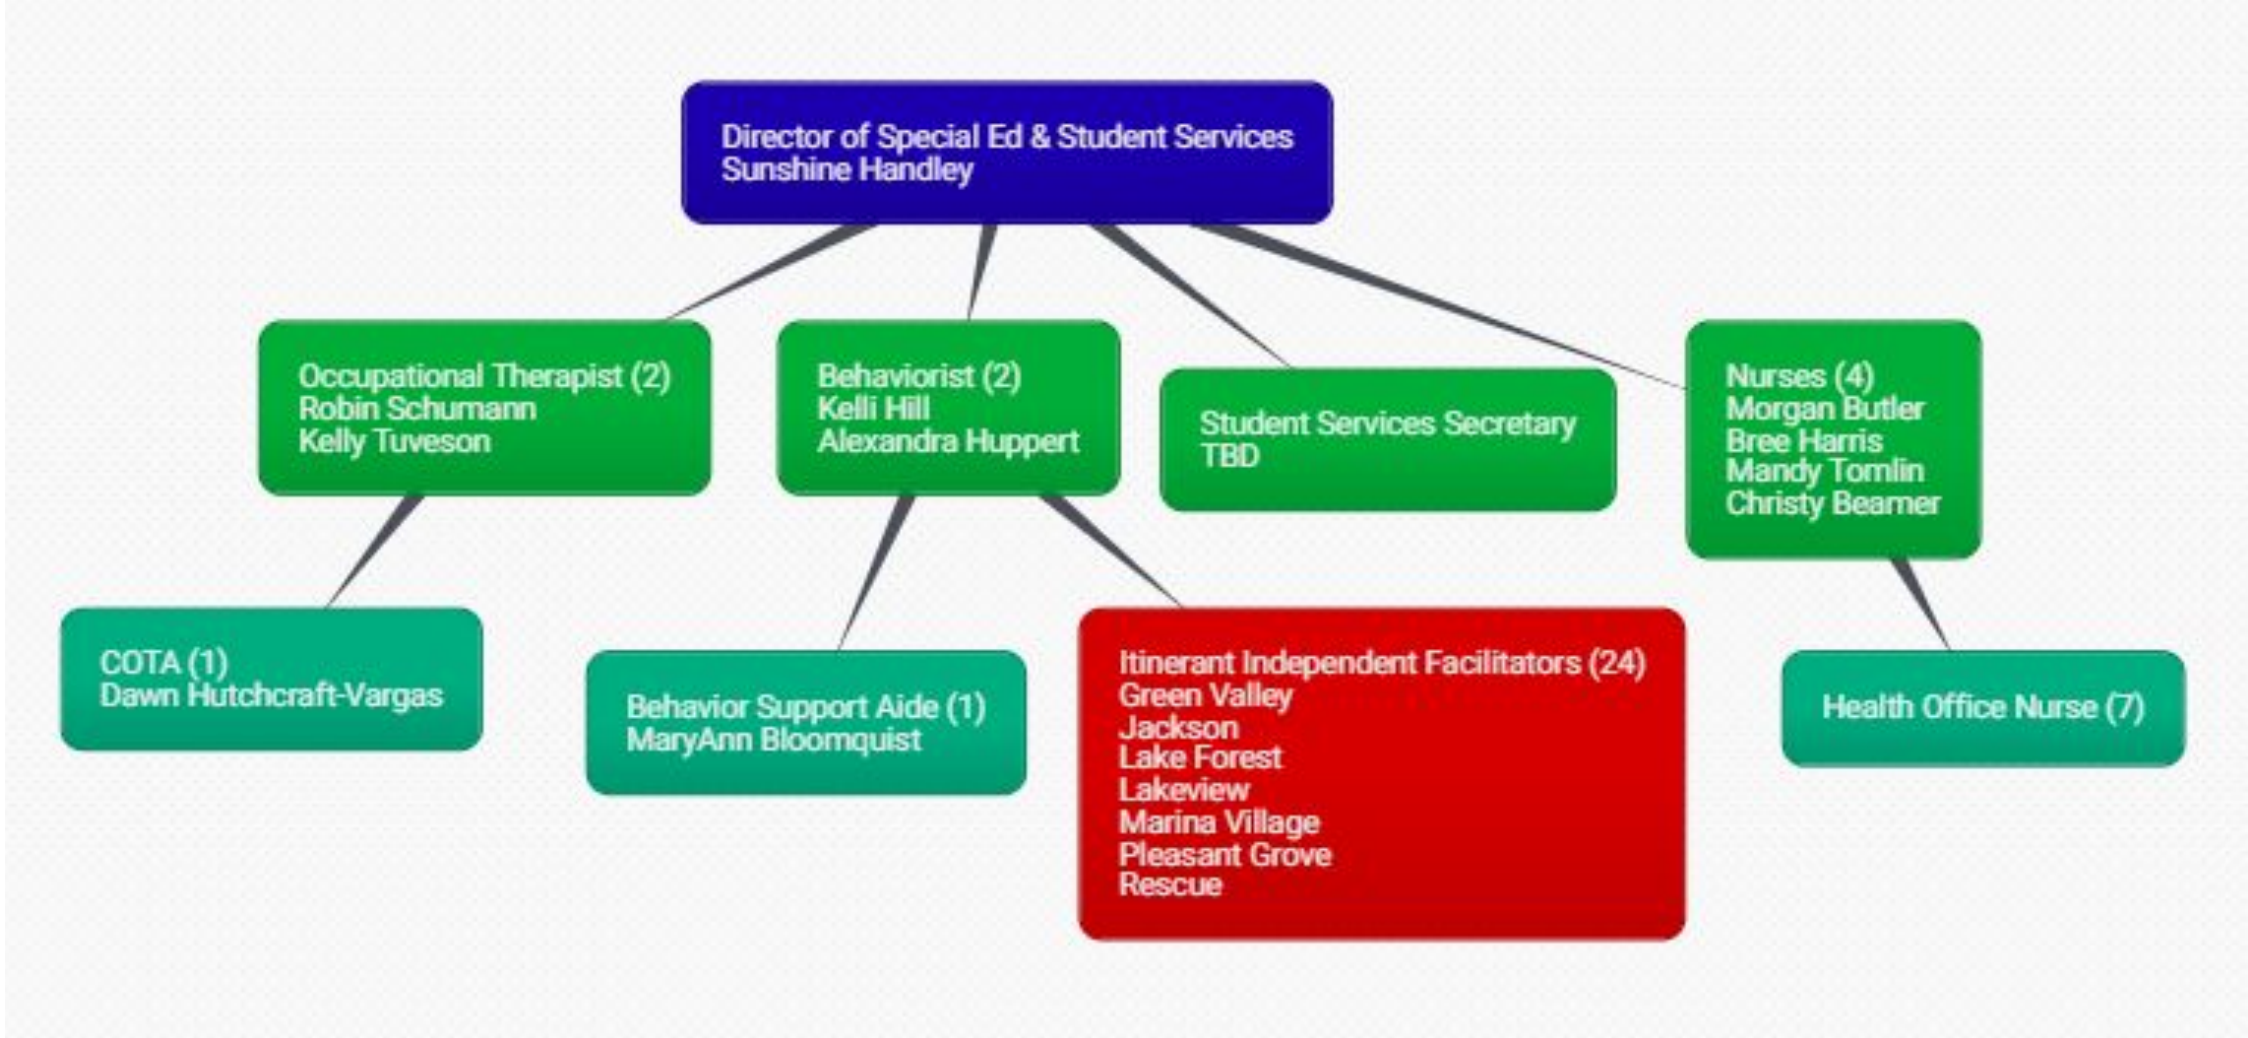 Director of Special Ed & Student Services
Sunshine Handley
Occupational Therapist (2)
Robin Schumann
Kelly Tuveson
Behaviorist (2)
Kelli Hill
Alexandra Huppert
Student Services Secretary
TBD
Nurses (4)
Morgan Butler
Bree Harris
Mandy Tomlin
Christy Beamer
COTA (1)
Dawn Hutchcraft-Vargas
Behavior Support Aide (1)
MaryAnn Bloomquist
Itinerant Independent Facilitators (24)
Green Valley
Jackson
Lake Forest
Lakeview
Marina Village
Pleasant Grove
Rescue
Health Office Nurse (7)